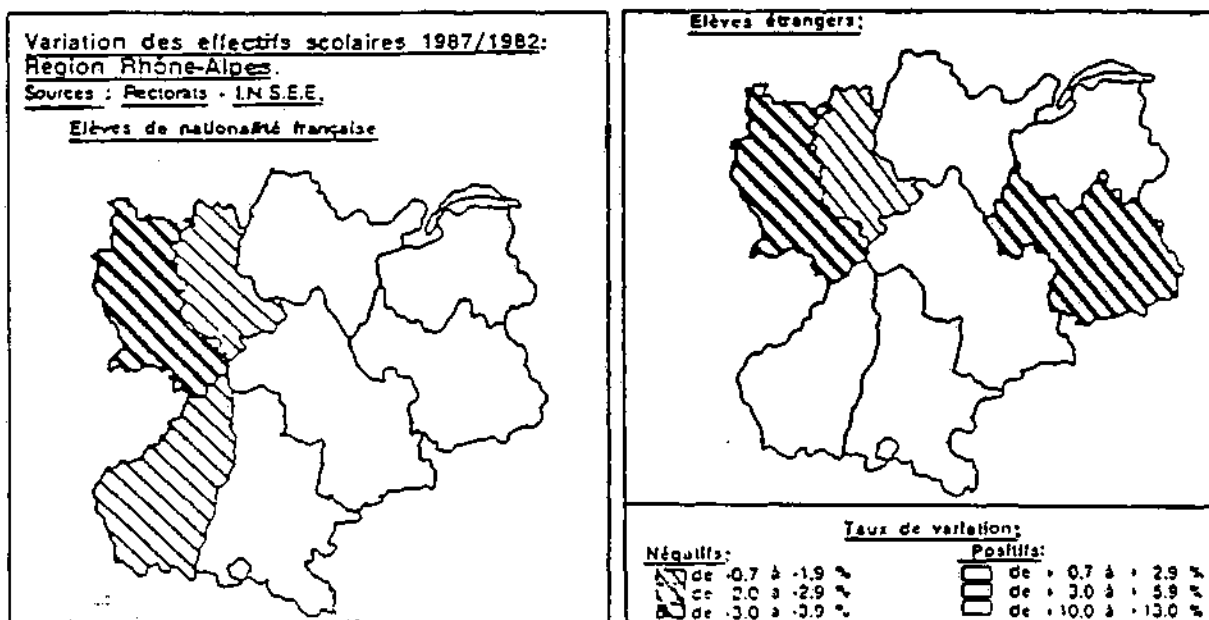 Variation des effectifs scolaires 1987/1982:
Région Rhône-Alpes.
Sources : Rectorats - I.N.S.E.E.
Elèves de nationalité française
Elèves étrangers:
Taux de variation:
Négatifs:
de -0.7 à -1.9 %
de -2.0 à -2.9 %
de -3.0 à -3.9 %
Positifs:
de + 0.7 à + 2.9 %
de + 3.0 à + 5.9 %
de + 10.0 à + 13.0 %